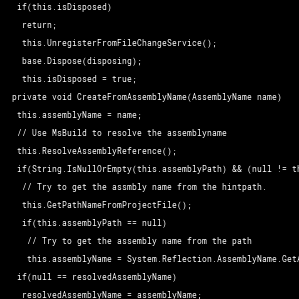 if(this.isDisposed)
return;
this.UnregisterFromFileChangeService();
base.Dispose(disposing);
this.isDisposed = true;
private void CreateFromAssemblyName(AssemblyName name)
this.assemblyName = name;
// Use MsBuild to resolve the assemblyname
this.ResolveAssemblyReference();
if(String.IsNullOrEmpty(this.assemblyPath) && (null != th
// Try to get the assmbly name from the hintpath.
this.GetPathNameFromProjectFile();
if(this.assemblyPath == null)
// Try to get the assembly name from the path
this.assemblyName = System.Reflection.AssemblyName.GetA
if(null == resolvedAssemblyName)
resolvedAssemblyName = assemblyName;